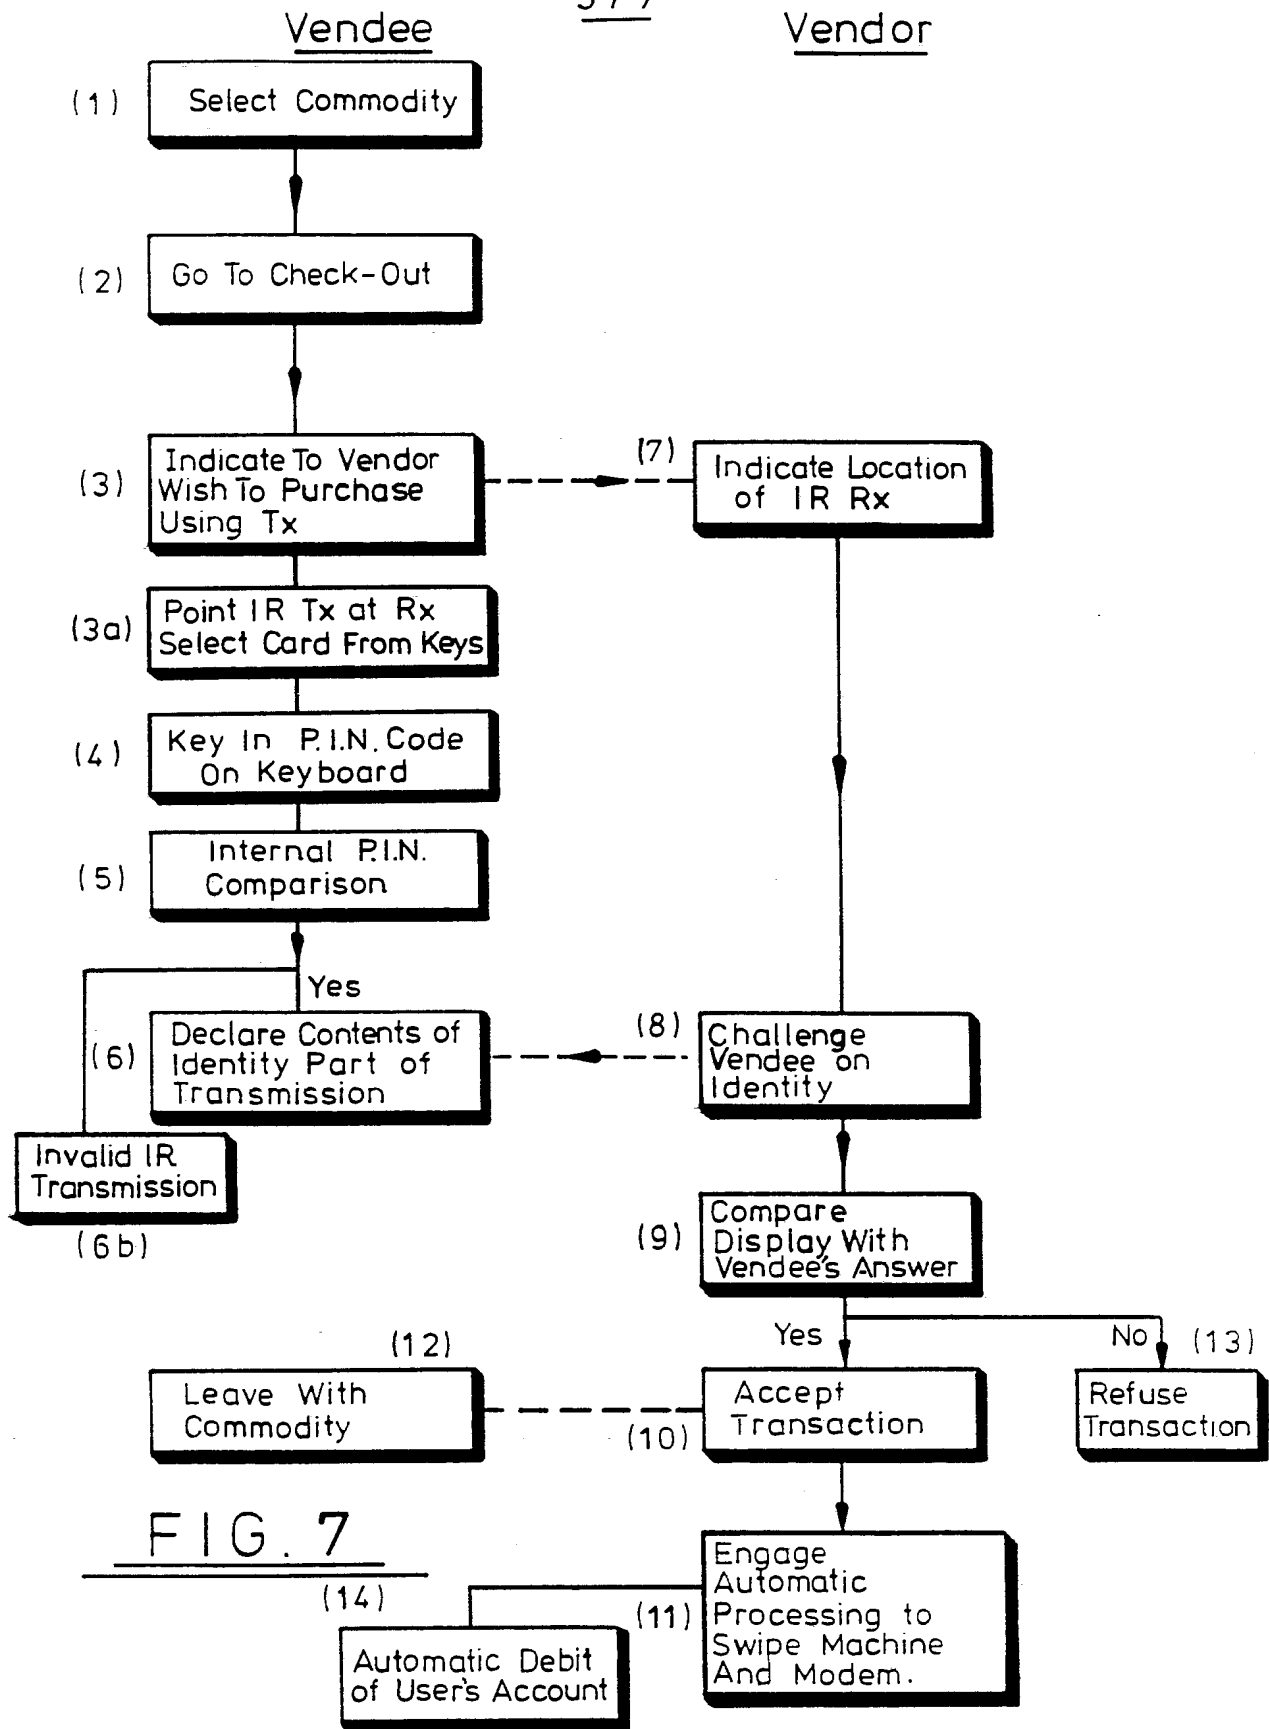 Vendee
Vendor
(1)
Select Commodity
(2)
Go To Check-Out
(3)
Indicate To Vendor
Wish To Purchase
Using Tx
(7)
Indicate Location
of IR Rx
(3a)
Point IR Tx at Rx
Select Card From Keys
(4)
Key In P.I.N. Code
On Keyboard
(5)
Internal P.I.N.
Comparison
Yes
(6)
Declare Contents of
Identity Part of
Transmission
(8)
Challenge
Vendee on
Identity
Invalid IR
Transmission
(6b)
(9)
Compare
Display With
Vendee's Answer
Yes
No
(13)
(12)
Leave With
Commodity
(10)
Accept
Transaction
Refuse
Transaction
FIG. 7
(14)
Automatic Debit
of User's Account
(11)
Engage
Automatic
Processing to
Swipe Machine
And Modem.